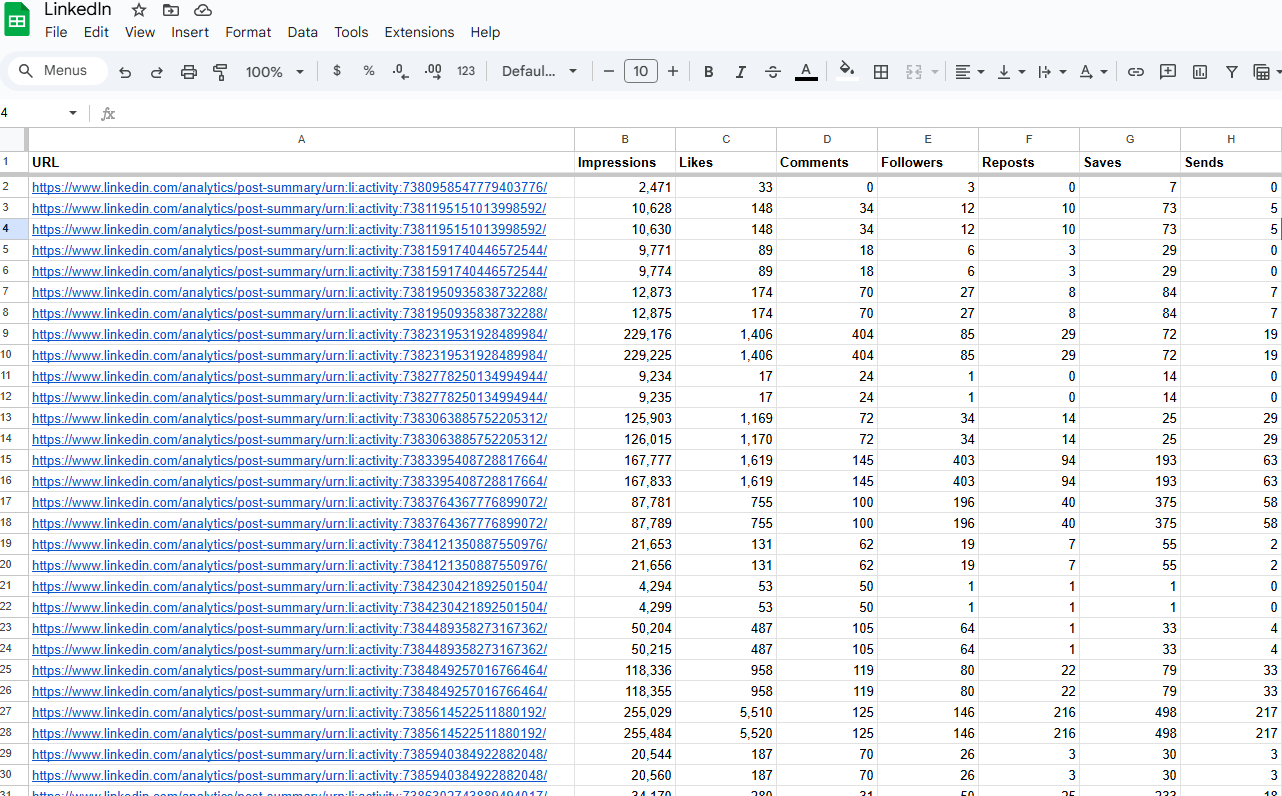 LinkedIn
File Edit View Insert Format Data Tools Extensions Help
Menus 100% $ % .0 .00 123 Defaul... 10 B I S A
4 fx
A B C D E F G H
1 URL Impressions Likes Comments Followers Reposts Saves Sends
2 https://www.linkedin.com/analytics/post-summary/urn:li:activity:7380958547779403776/ 2,471 33 0 3 0 7 0
3 https://www.linkedin.com/analytics/post-summary/urn:li:activity:7381195151013998592/ 10,628 148 34 12 10 73 5
4 https://www.linkedin.com/analytics/post-summary/urn:li:activity:7381195151013998592/ 10,630 148 34 12 10 73 5
5 https://www.linkedin.com/analytics/post-summary/urn:li:activity:7381591740446572544/ 9,771 89 18 6 3 29 0
6 https://www.linkedin.com/analytics/post-summary/urn:li:activity:7381591740446572544/ 9,774 89 18 6 3 29 0
7 https://www.linkedin.com/analytics/post-summary/urn:li:activity:7381950935838732288/ 12,873 174 70 27 8 84 7
8 https://www.linkedin.com/analytics/post-summary/urn:li:activity:7381950935838732288/ 12,875 174 70 27 8 84 7
9 https://www.linkedin.com/analytics/post-summary/urn:li:activity:7382319531928489984/ 229,176 1,406 404 85 29 72 19
10 https://www.linkedin.com/analytics/post-summary/urn:li:activity:7382319531928489984/ 229,225 1,406 404 85 29 72 19
11 https://www.linkedin.com/analytics/post-summary/urn:li:activity:7382778250134994944/ 9,234 17 24 1 0 14 0
12 https://www.linkedin.com/analytics/post-summary/urn:li:activity:7382778250134994944/ 9,235 17 24 1 0 14 0
13 https://www.linkedin.com/analytics/post-summary/urn:li:activity:7383063885752205312/ 125,903 1,169 72 34 14 25 29
14 https://www.linkedin.com/analytics/post-summary/urn:li:activity:7383063885752205312/ 126,015 1,170 72 34 14 25 29
15 https://www.linkedin.com/analytics/post-summary/urn:li:activity:7383395408728817664/ 167,777 1,619 145 403 94 193 63
16 https://www.linkedin.com/analytics/post-summary/urn:li:activity:7383395408728817664/ 167,833 1,619 145 403 94 193 63
17 https://www.linkedin.com/analytics/post-summary/urn:li:activity:7383764367776899072/ 87,781 755 100 196 40 375 58
18 https://www.linkedin.com/analytics/post-summary/urn:li:activity:7383764367776899072/ 87,789 755 100 196 40 375 58
19 https://www.linkedin.com/analytics/post-summary/urn:li:activity:7384121350887550976/ 21,653 131 62 19 7 55 2
20 https://www.linkedin.com/analytics/post-summary/urn:li:activity:7384121350887550976/ 21,656 131 62 19 7 55 2
21 https://www.linkedin.com/analytics/post-summary/urn:li:activity:7384230421892501504/ 4,294 53 50 1 1 1 0
22 https://www.linkedin.com/analytics/post-summary/urn:li:activity:7384230421892501504/ 4,299 53 50 1 1 1 0
23 https://www.linkedin.com/analytics/post-summary/urn:li:activity:7384489358273167362/ 50,204 487 105 64 1 33 4
24 https://www.linkedin.com/analytics/post-summary/urn:li:activity:7384489358273167362/ 50,215 487 105 64 1 33 4
25 https://www.linkedin.com/analytics/post-summary/urn:li:activity:7384849257016766464/ 118,336 958 119 80 22 79 33
26 https://www.linkedin.com/analytics/post-summary/urn:li:activity:7384849257016766464/ 118,355 958 119 80 22 79 33
27 https://www.linkedin.com/analytics/post-summary/urn:li:activity:7385614522511880192/ 255,029 5,510 125 146 216 498 217
28 https://www.linkedin.com/analytics/post-summary/urn:li:activity:7385614522511880192/ 255,484 5,520 125 146 216 498 217
29 https://www.linkedin.com/analytics/post-summary/urn:li:activity:7385940384922882048/ 20,544 187 70 26 3 30 3
30 https://www.linkedin.com/analytics/post-summary/urn:li:activity:7385940384922882048/ 20,560 187 70 26 3 30 3